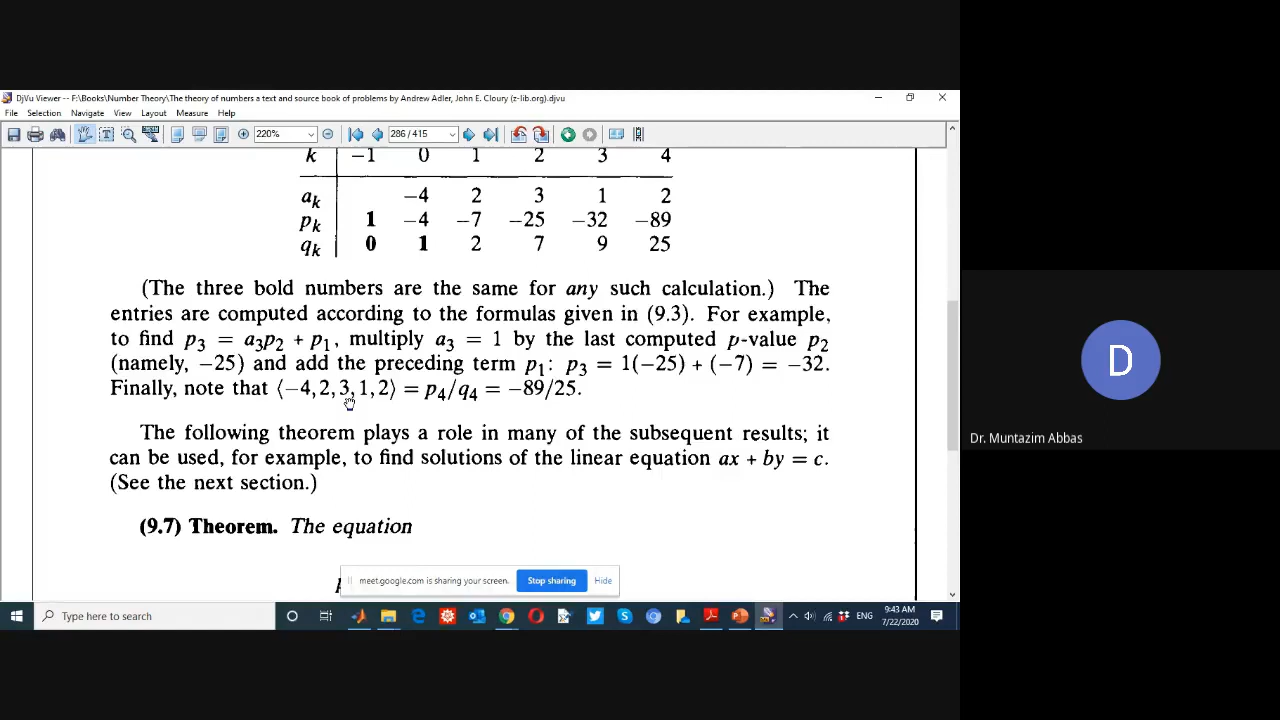 DjVu Viewer -- F:\Books\Number Theory\The theory of numbers a text and source book of problems by Andrew Adler, John E. Cloury (z-lib.org).djvu
File Selection Navigate View Layout Measure Help
220% 286 / 415
k −1 0 1 2 3 4
a_k −4 2 3 1 2
p_k 1 −4 −7 −25 −32 −89
q_k 0 1 2 7 9 25
(The three bold numbers are the same for any such calculation.) The
entries are computed according to the formulas given in (9.3). For example,
to find p₃ = a₃p₂ + p₁, multiply a₃ = 1 by the last computed p-value p₂
(namely, −25) and add the preceding term p₁: p₃ = 1(−25) + (−7) = −32.
Finally, note that ⟨−4, 2, 3, 1, 2⟩ = p₄/q₄ = −89/25.
The following theorem plays a role in many of the subsequent results; it
can be used, for example, to find solutions of the linear equation ax + by = c.
(See the next section.)
(9.7) Theorem. The equation
meet.google.com is sharing your screen. Stop sharing Hide
Type here to search
ENG
9:43 AM
7/22/2020
D
Dr. Muntazim Abbas